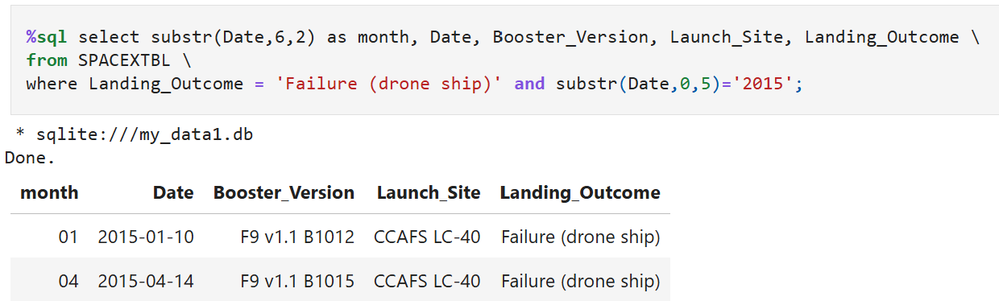 %sql select substr(Date,6,2) as month, Date, Booster_Version, Launch_Site, Landing_Outcome \
from SPACEXTBL \
where Landing_Outcome = 'Failure (drone ship)' and substr(Date,0,5)='2015';
* sqlite:///my_data1.db
Done.
month Date Booster_Version Launch_Site Landing_Outcome
01 2015-01-10 F9 v1.1 B1012 CCAFS LC-40 Failure (drone ship)
04 2015-04-14 F9 v1.1 B1015 CCAFS LC-40 Failure (drone ship)